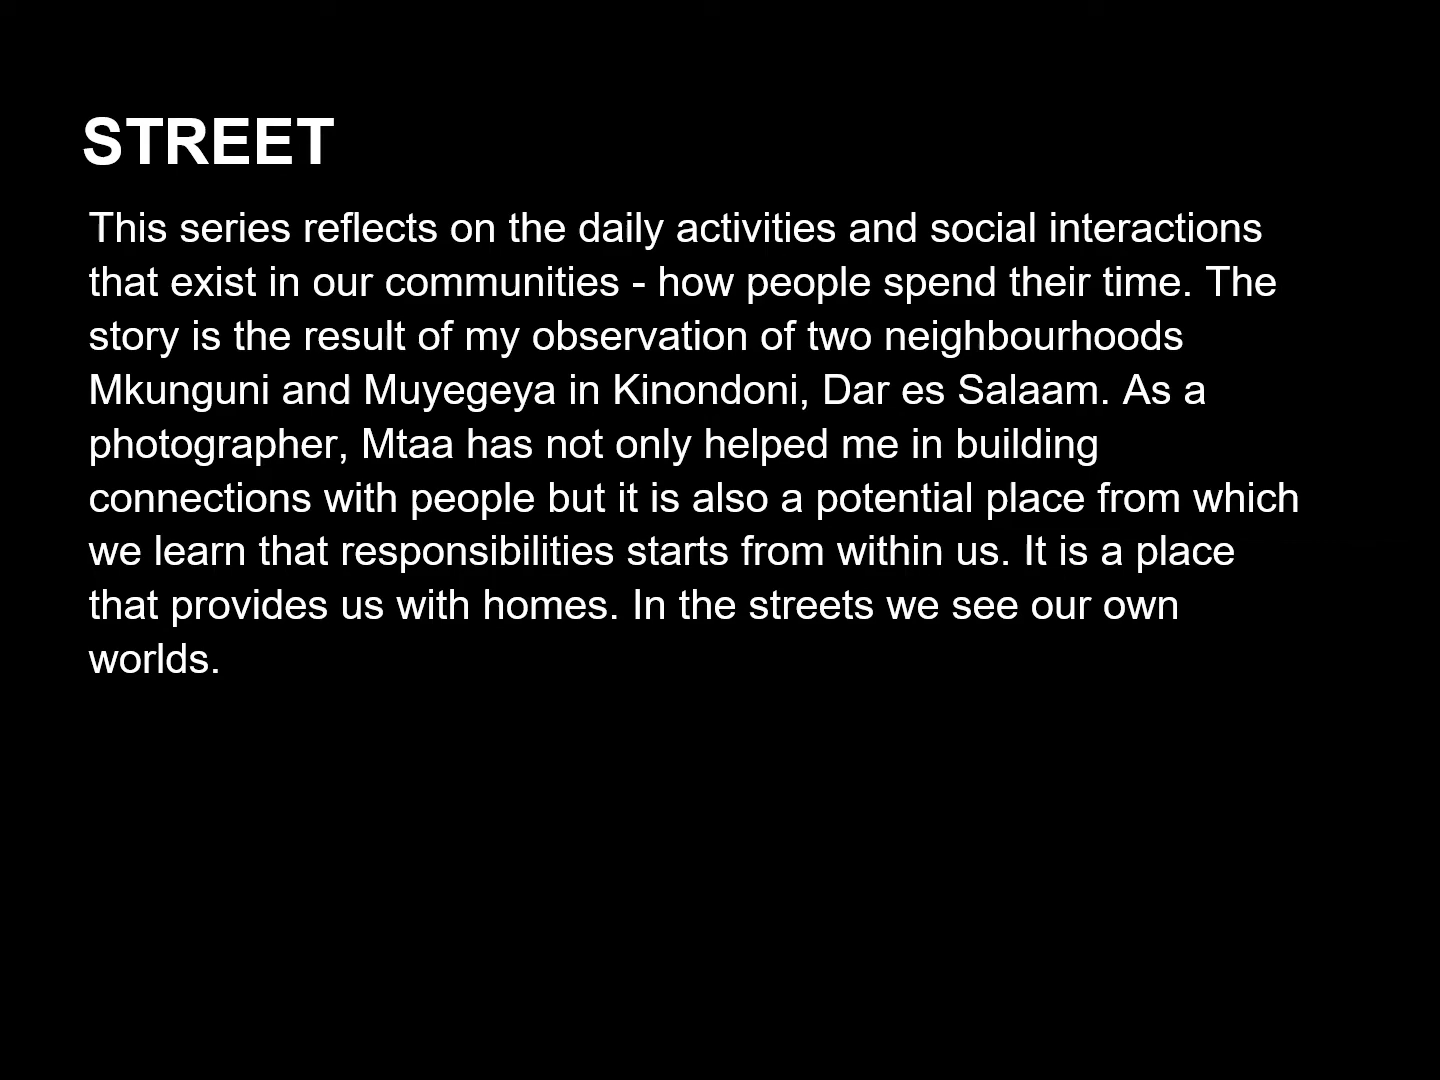 STREET
This series reflects on the daily activities and social interactions
that exist in our communities - how people spend their time. The
story is the result of my observation of two neighbourhoods
Mkunguni and Muyegeya in Kinondoni, Dar es Salaam. As a
photographer, Mtaa has not only helped me in building
connections with people but it is also a potential place from which
we learn that responsibilities starts from within us. It is a place
that provides us with homes. In the streets we see our own
worlds.